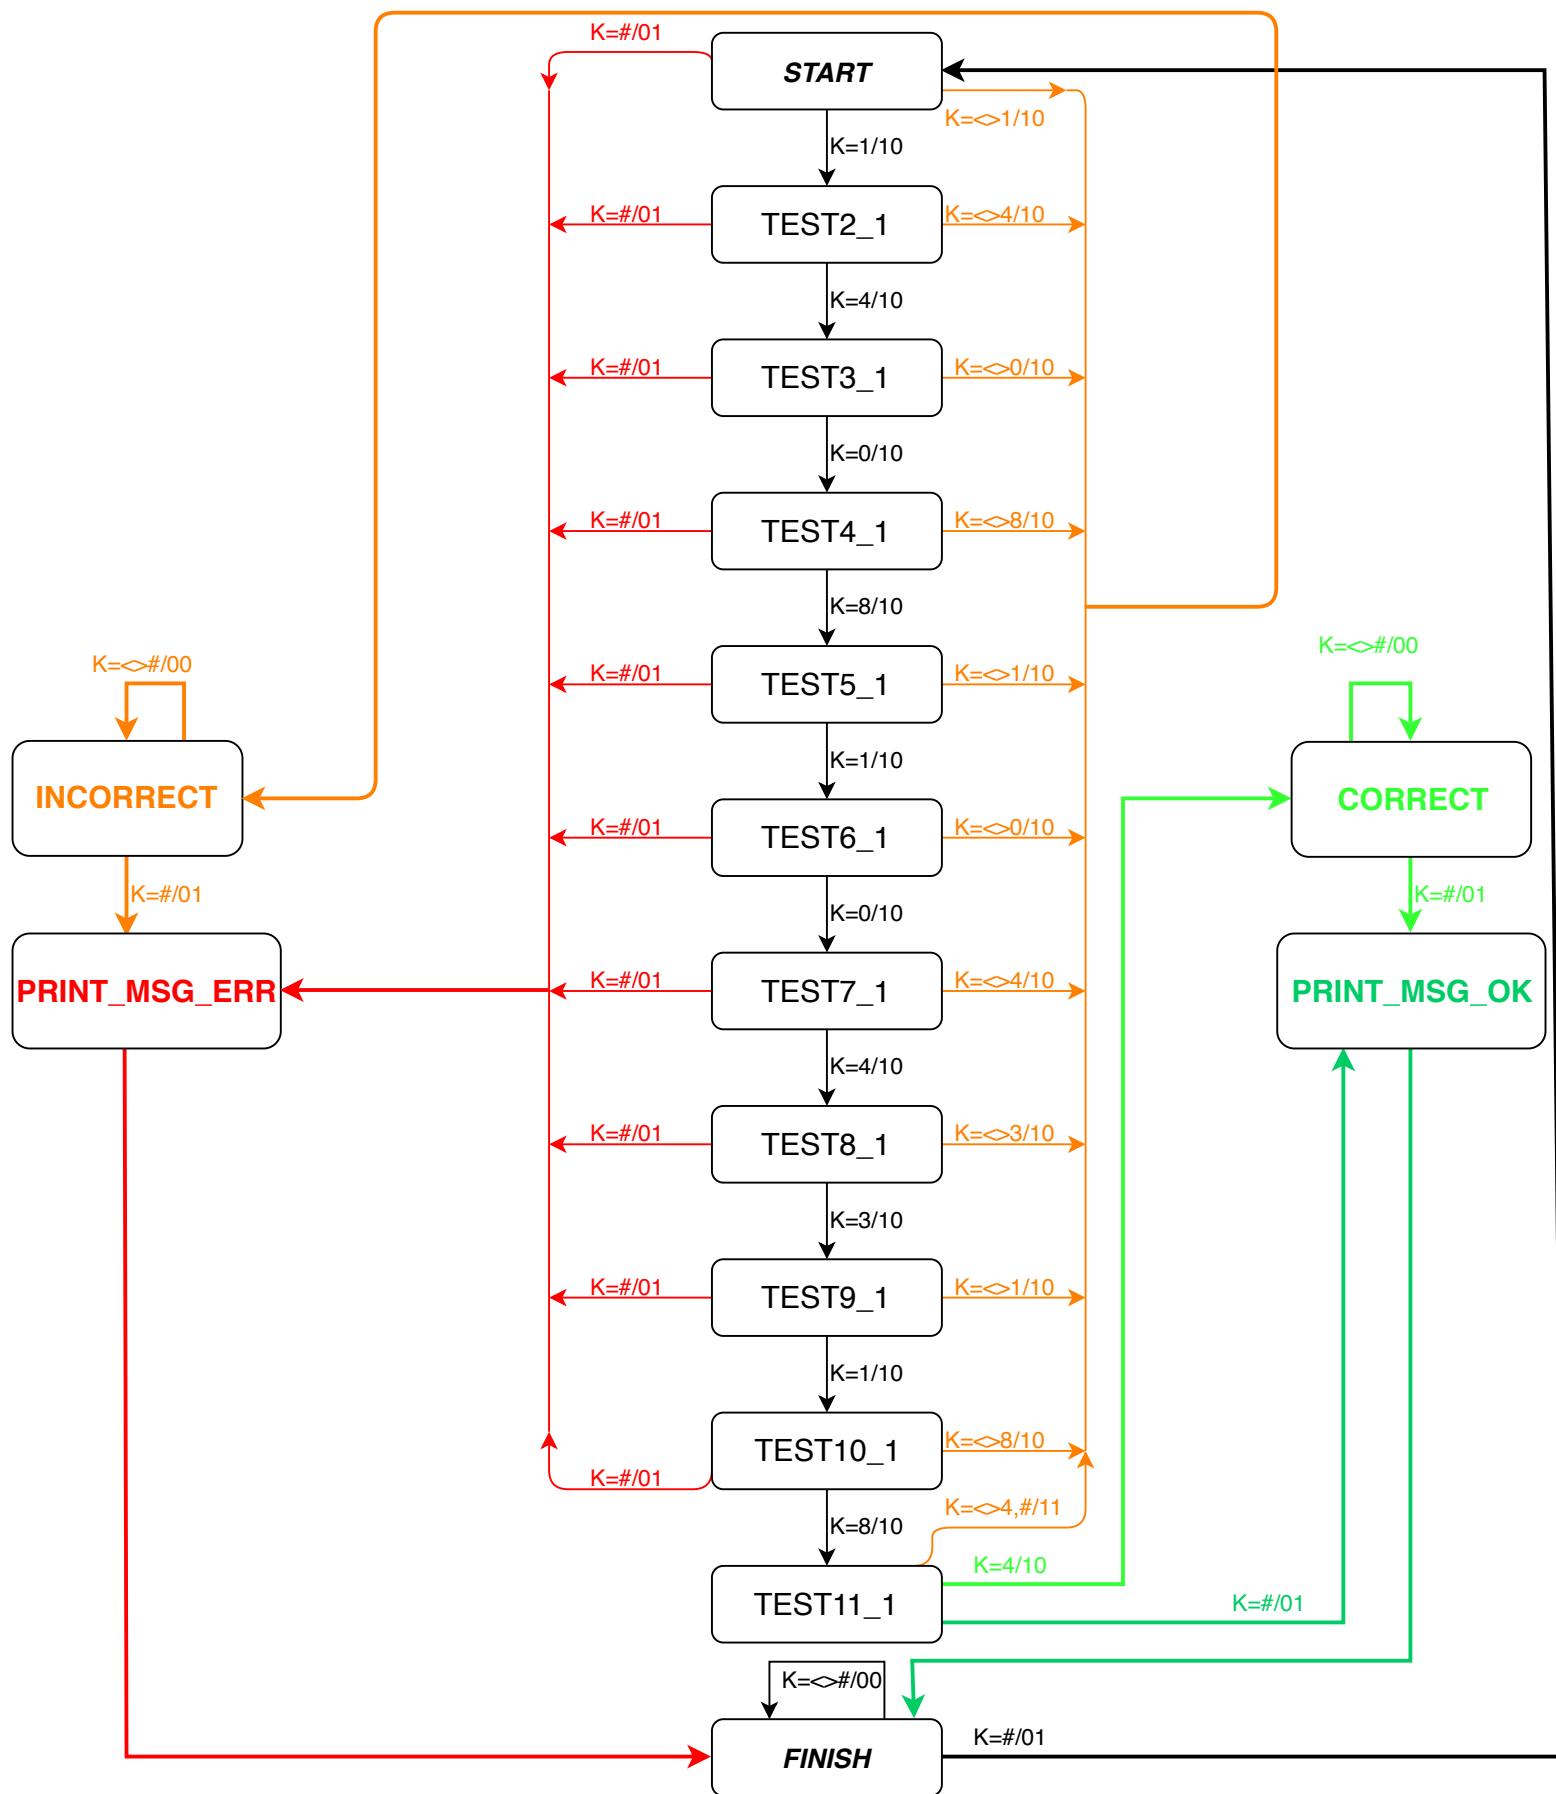 K=#/01
START
K=<>1/10
K=1/10
K=#/01
TEST2_1
K=<>4/10
K=4/10
K=#/01
TEST3_1
K=<>0/10
K=0/10
K=#/01
TEST4_1
K=<>8/10
K=8/10
K=<>#/00
K=<>#/00
K=#/01
TEST5_1
K=<>1/10
K=1/10
INCORRECT
CORRECT
K=#/01
TEST6_1
K=<>0/10
K=#/01
K=#/01
K=0/10
PRINT_MSG_ERR
K=#/01
TEST7_1
K=<>4/10
PRINT_MSG_OK
K=4/10
K=#/01
TEST8_1
K=<>3/10
K=3/10
K=#/01
TEST9_1
K=<>1/10
K=1/10
K=#/01
TEST10_1
K=<>8/10
K=<>4,#/11
K=8/10
K=4/10
TEST11_1
K=#/01
K=<>#/00
K=#/01
FINISH